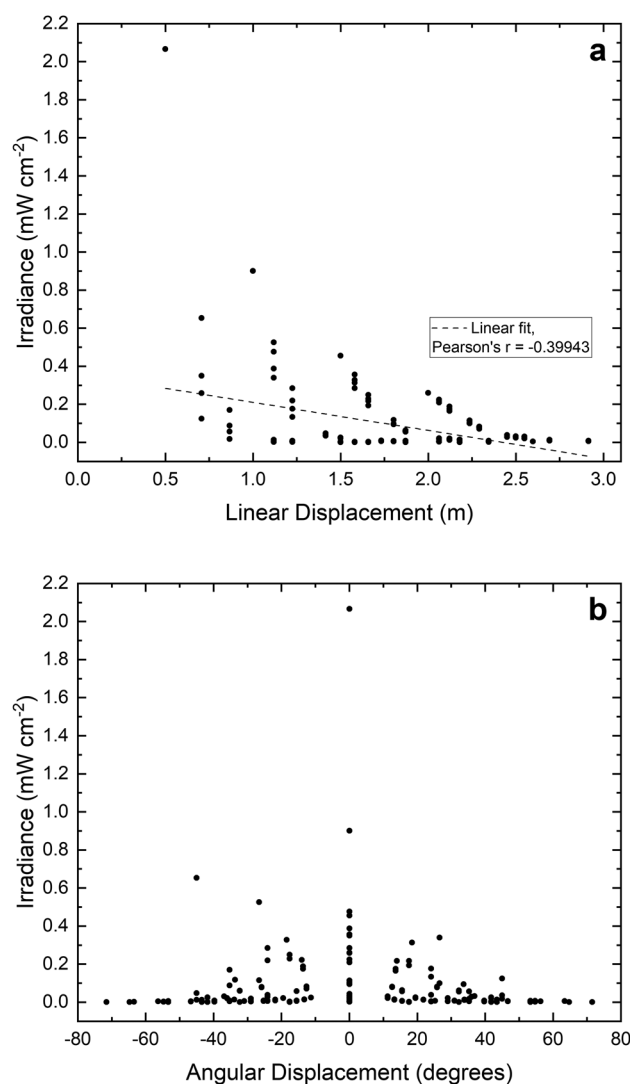 a
2.2
2.0
1.8
1.6
1.4
1.2
1.0
0.8
0.6
0.4
0.2
0.0
Irradiance (mW cm-2)
Linear fit,
Pearson's r = -0.39943
0.0 0.5 1.0 1.5 2.0 2.5 3.0
Linear Displacement (m)
b
2.2
2.0
1.8
1.6
1.4
1.2
1.0
0.8
0.6
0.4
0.2
0.0
Irradiance (mW cm-2)
-80 -60 -40 -20 0 20 40 60 80
Angular Displacement (degrees)